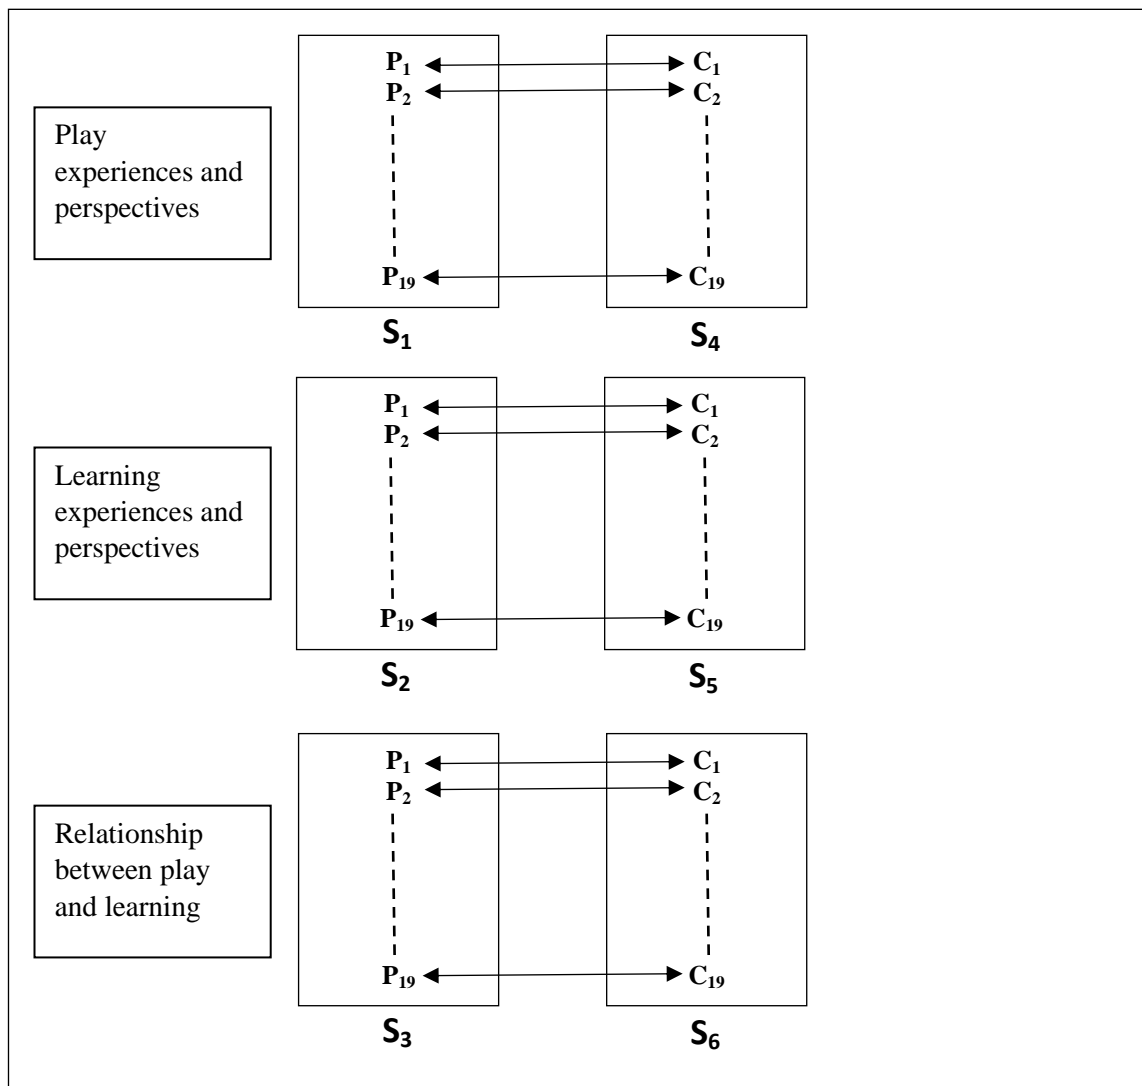 P₁ C₁
P₂ C₂
Play
experiences and
perspectives
P₁₉ C₁₉
S₁ S₄
P₁ C₁
P₂ C₂
Learning
experiences and
perspectives
P₁₉ C₁₉
S₂ S₅
P₁ C₁
P₂ C₂
Relationship
between play
and learning
P₁₉ C₁₉
S₃ S₆